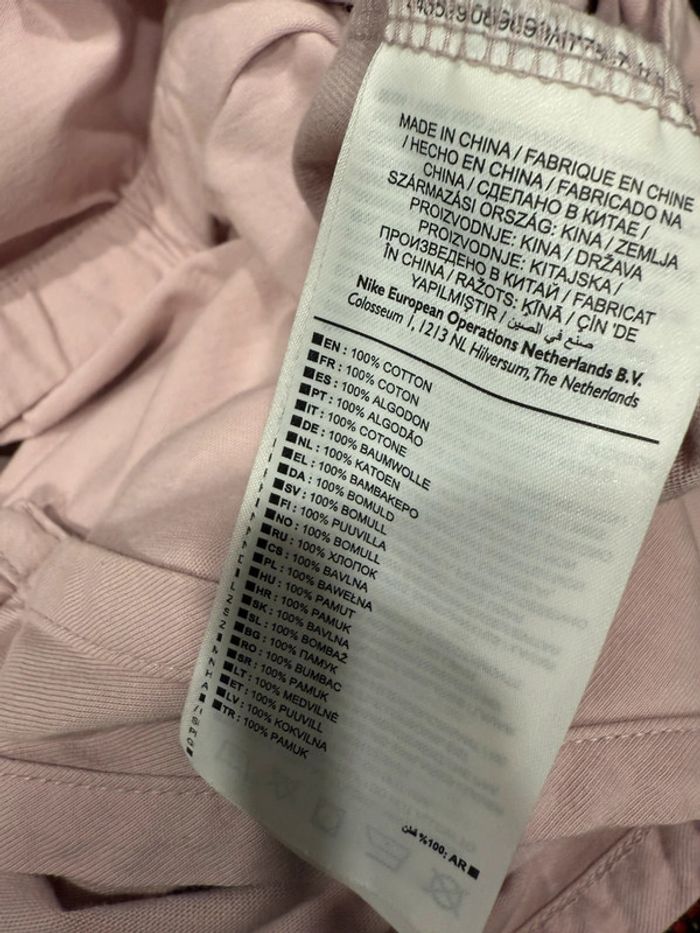 MADE IN CHINA / FABRIQUE EN CHINE
/ HECHO EN CHINA / FABRICADO NA
CHINA / СДЕЛАНО В КИТАЕ /
SZÁRMAZÁSI ORSZÁG: KINA / ZEMLJA
PROIZVODNJE: KINA / DRŽAVA
PROIZVODNJE: KITAJSKA /
ПРОИЗВЕДЕНО В КИТАЙ / FABRICAT
ÎN CHINA / RAŽOTS: ĶĪNĀ / ÇİN 'DE
YAPILMIŞTIR / صنع في الصين
Nike European Operations Netherlands B.V.
Colosseum 1, 1213 NL Hilversum, The Netherlands
EN : 100% COTTON
FR : 100% COTON
ES : 100% ALGODON
PT : 100% ALGODÃO
IT : 100% COTONE
DE : 100% BAUMWOLLE
NL : 100% KATOEN
EL : 100% ΒΑΜΒΑΚΕΡΟ
DA : 100% BOMULD
SV : 100% BOMULL
FI : 100% PUUVILLA
NO : 100% BOMULL
RU : 100% ХЛОПОК
CS : 100% BAVLNA
PL : 100% BAWEŁNA
HU : 100% PAMUT
HR : 100% PAMUK
SK : 100% BAVLNA
SL : 100% BOMBAŽ
BG : 100% ПАМУК
RO : 100% BUMBAC
SR : 100% PAMUK
LT : 100% MEDVILNĖ
ET : 100% PUUVILL
LV : 100% KOKVILNA
TR : 100% PAMUK
AR :100% قطن